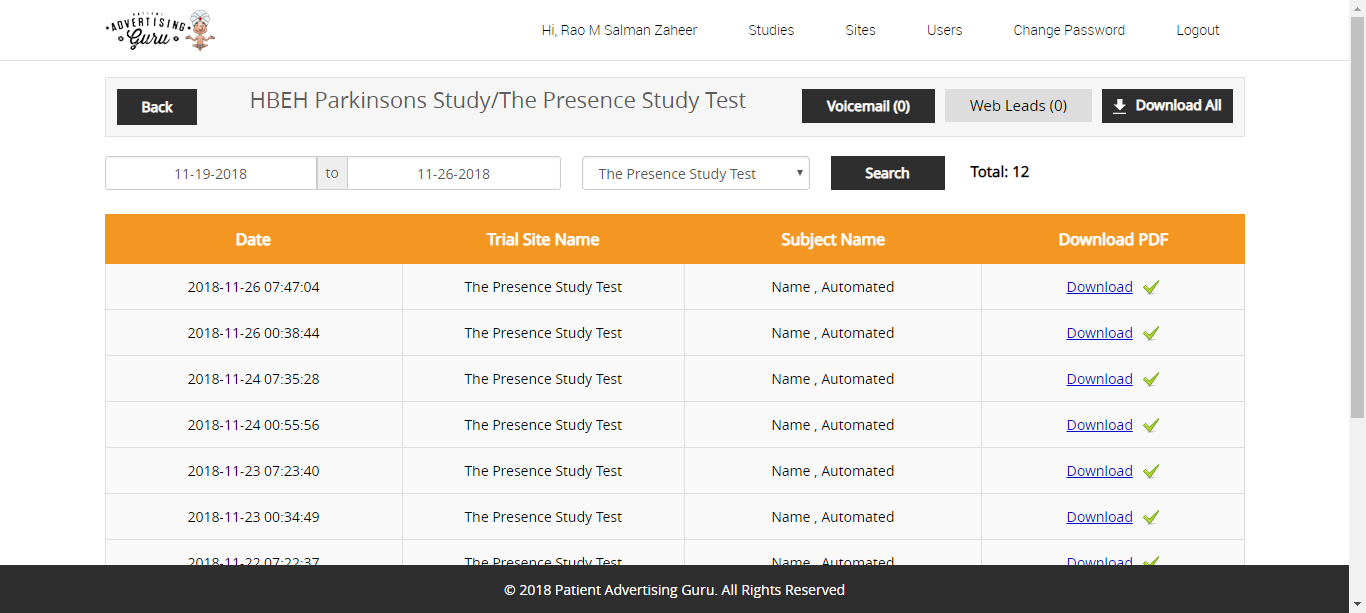 PATIENT
ADVERTISING
Guru
Hi, Rao M Salman Zaheer Studies Sites Users Change Password Logout
Back HBEH Parkinsons Study/The Presence Study Test Voicemail (0) Web Leads (0) Download All
11-19-2018 to 11-26-2018 The Presence Study Test Search Total: 12
Date Trial Site Name Subject Name Download PDF
2018-11-26 07:47:04 The Presence Study Test Name , Automated Download
2018-11-26 00:38:44 The Presence Study Test Name , Automated Download
2018-11-24 07:35:28 The Presence Study Test Name , Automated Download
2018-11-24 00:55:56 The Presence Study Test Name , Automated Download
2018-11-23 07:23:40 The Presence Study Test Name , Automated Download
2018-11-23 00:34:49 The Presence Study Test Name , Automated Download
2018-11-22 07:22:37 The Presence Study Test Name , Automated Download
© 2018 Patient Advertising Guru. All Rights Reserved